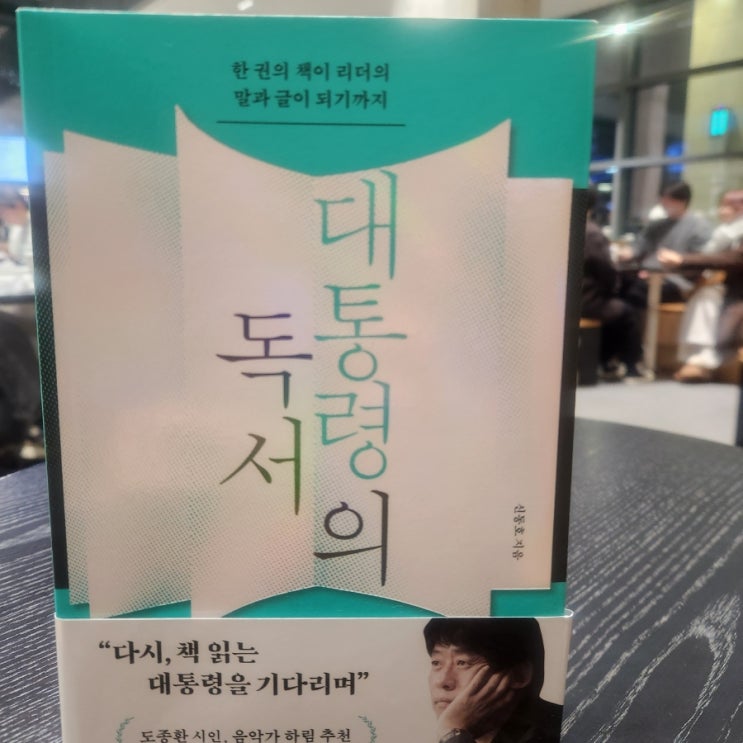 한 권의 책이 리더의
말과 글이 되기까지
대통령의
독서
신동호 지음
“다시, 책 읽는
대통령을 기다리며”
도종환 시인, 음악가 하림 추천